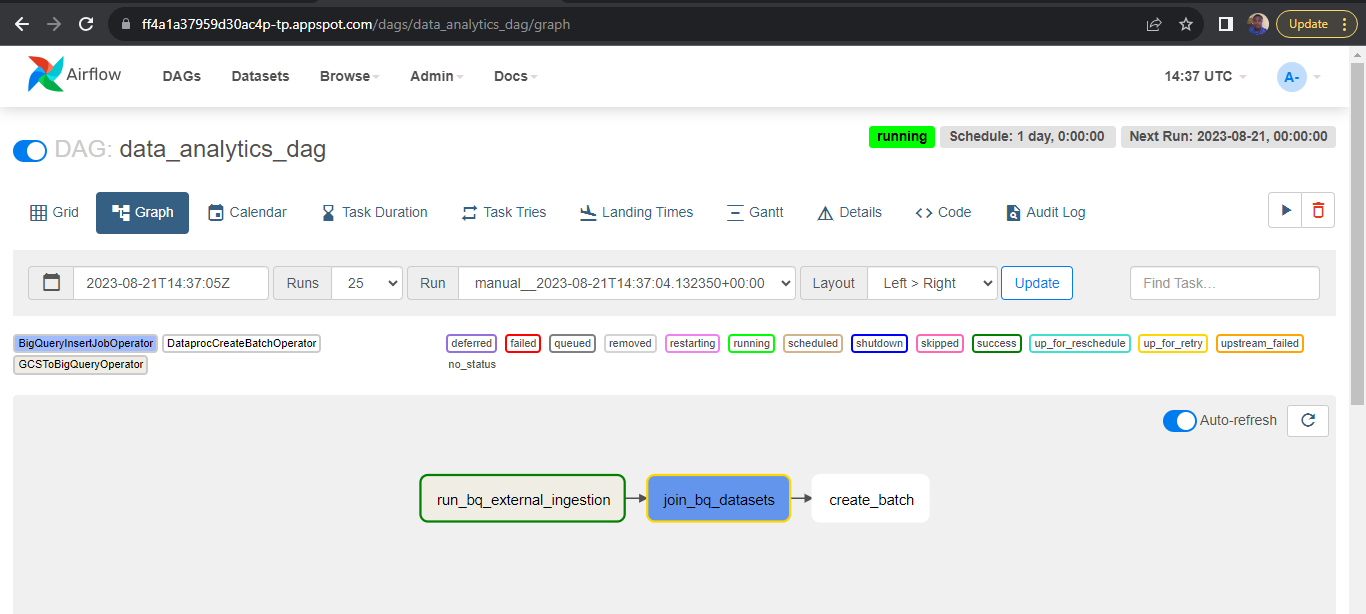 ff4a1a37959d30ac4p-tp.appspot.com/dags/data_analytics_dag/graph Update
Airflow DAGs Datasets Browse Admin Docs 14:37 UTC A-
running Schedule: 1 day, 0:00:00 Next Run: 2023-08-21, 00:00:00
DAG: data_analytics_dag
Grid Graph Calendar Task Duration Task Tries Landing Times Gantt Details Code Audit Log
2023-08-21T14:37:05Z Runs 25 Run manual__2023-08-21T14:37:04.132350+00:00 Layout Left > Right Update Find Task...
BigQueryInsertJobOperator DataprocCreateBatchOperator deferred failed queued removed restarting running scheduled shutdown skipped success up_for_reschedule up_for_retry upstream_failed
GCSToBigQueryOperator no_status
Auto-refresh
run_bq_external_ingestion join_bq_datasets create_batch